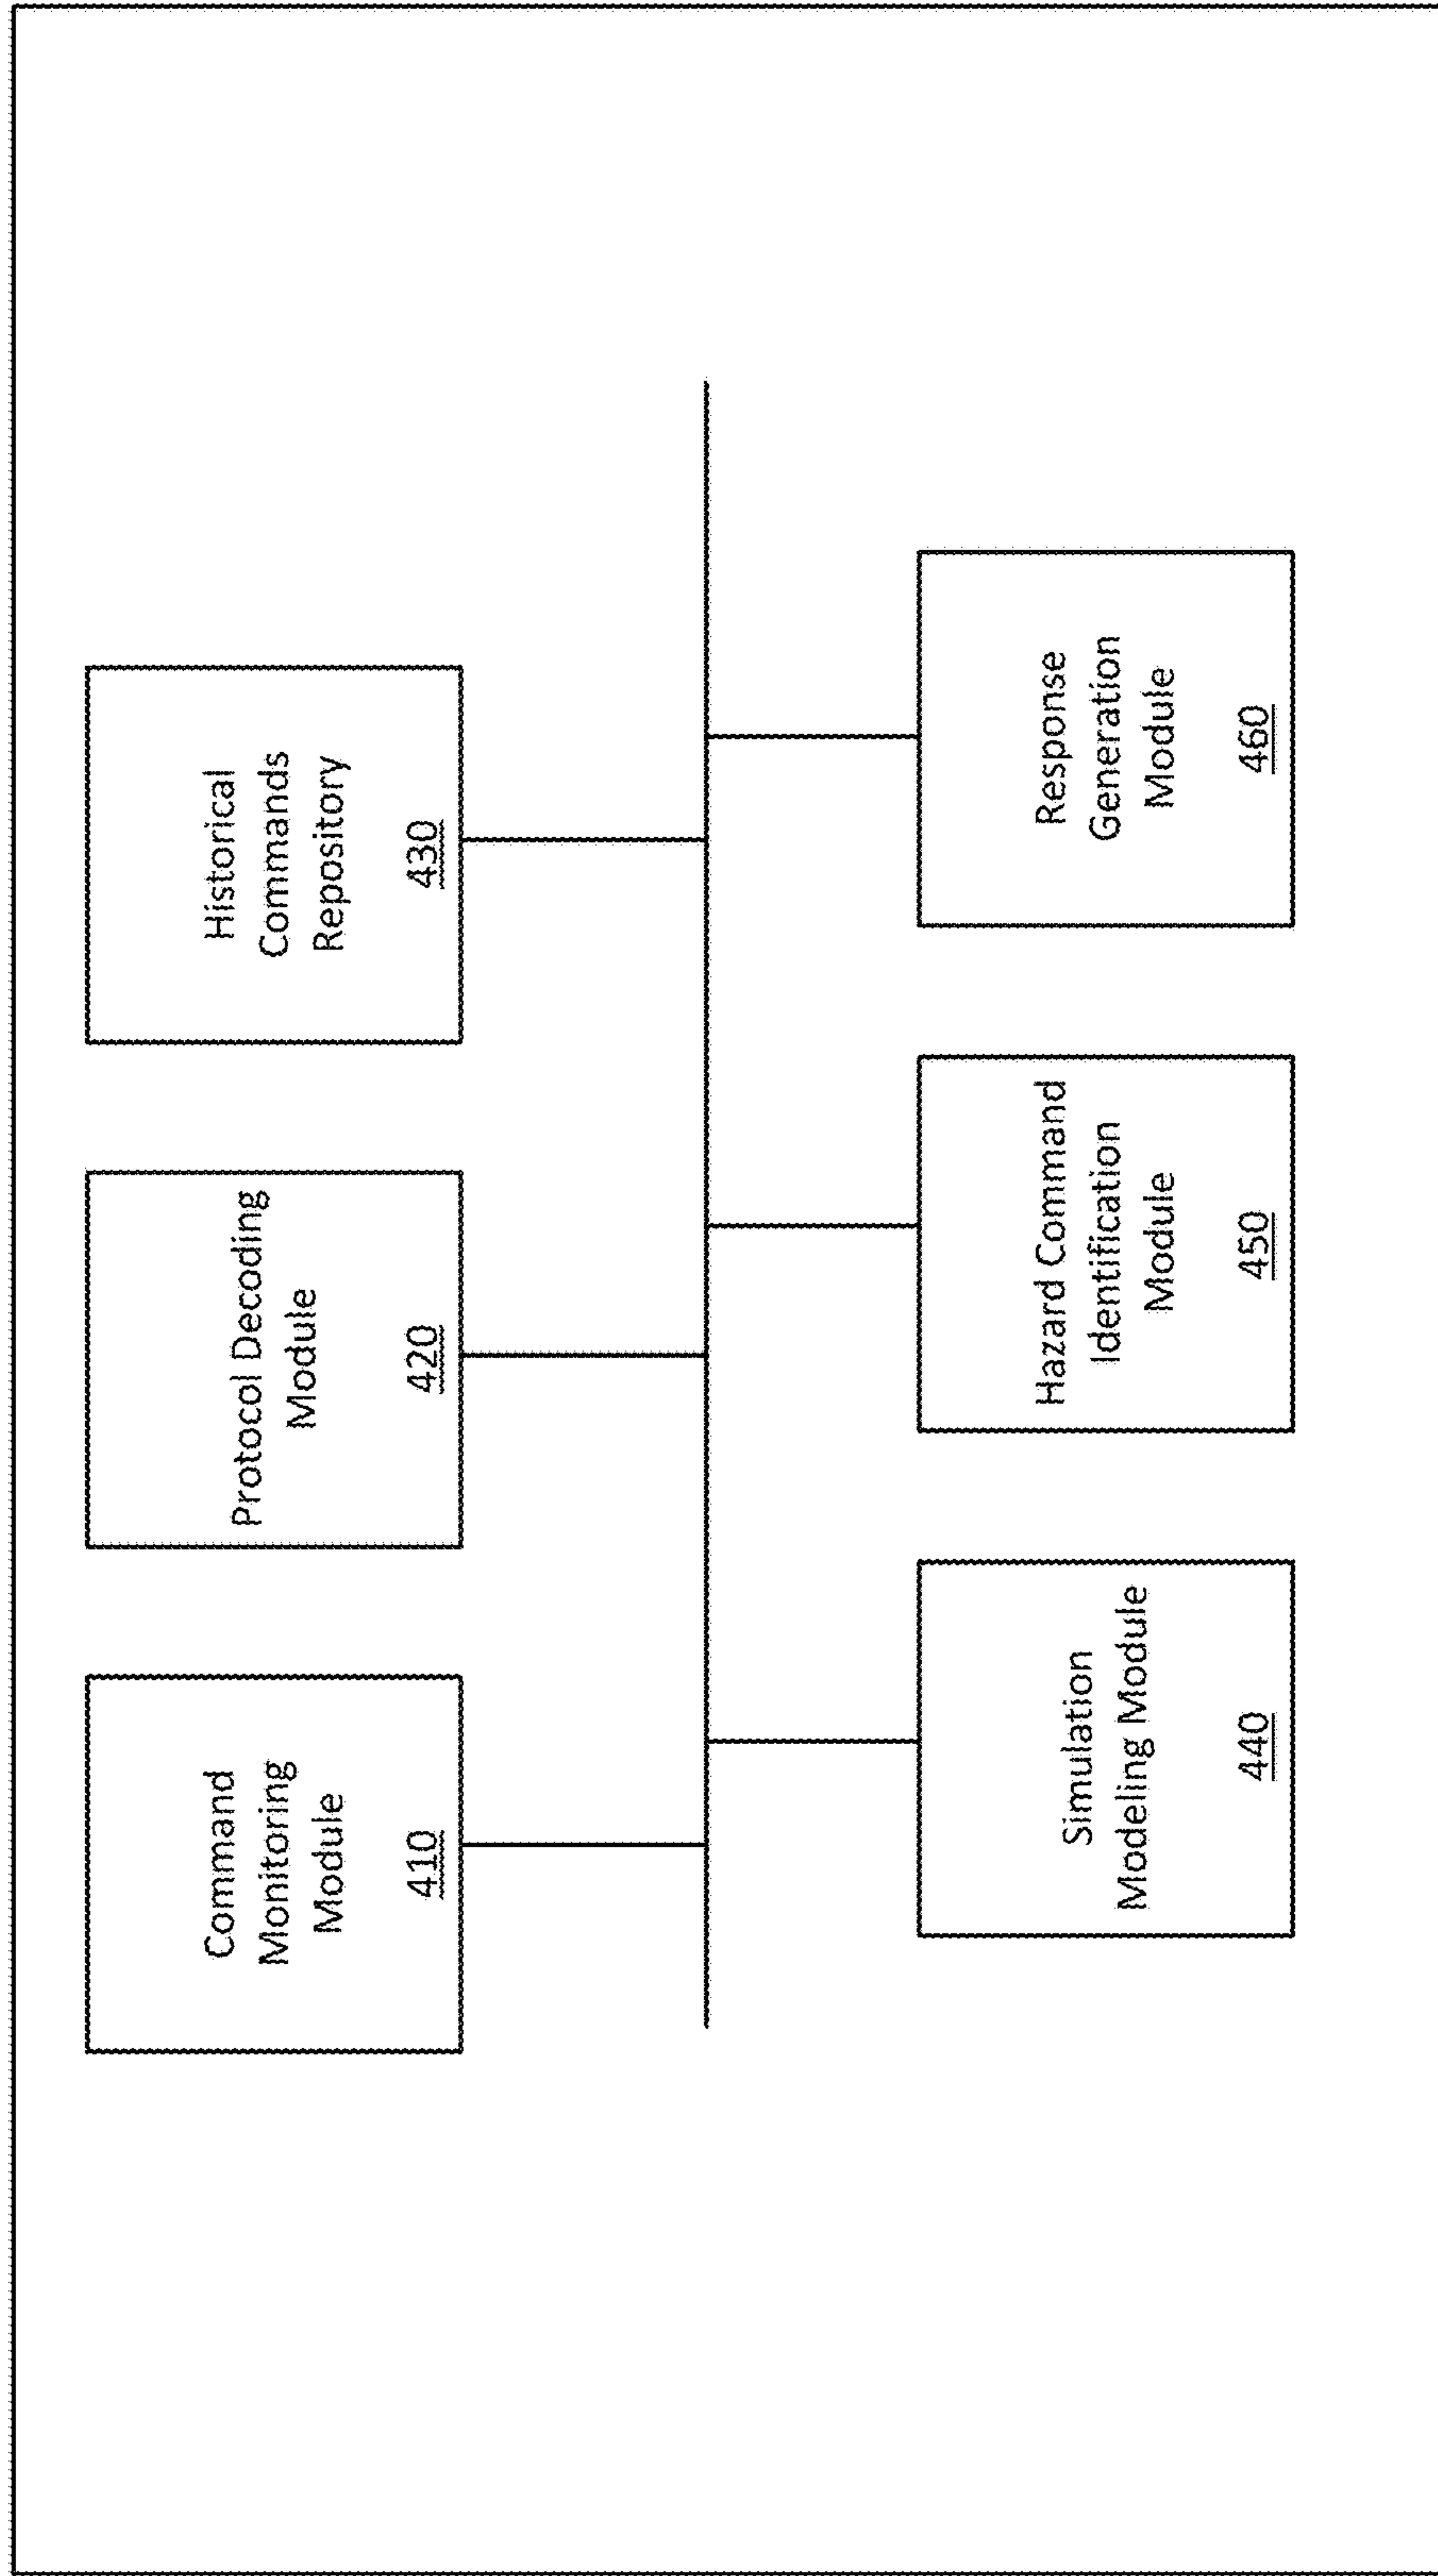 Command
Monitoring
Module
410
Protocol Decoding
Module
420
Historical
Commands
Repository
430
Simulation
Modeling Module
440
Hazard Command
Identification
Module
450
Response
Generation
Module
460